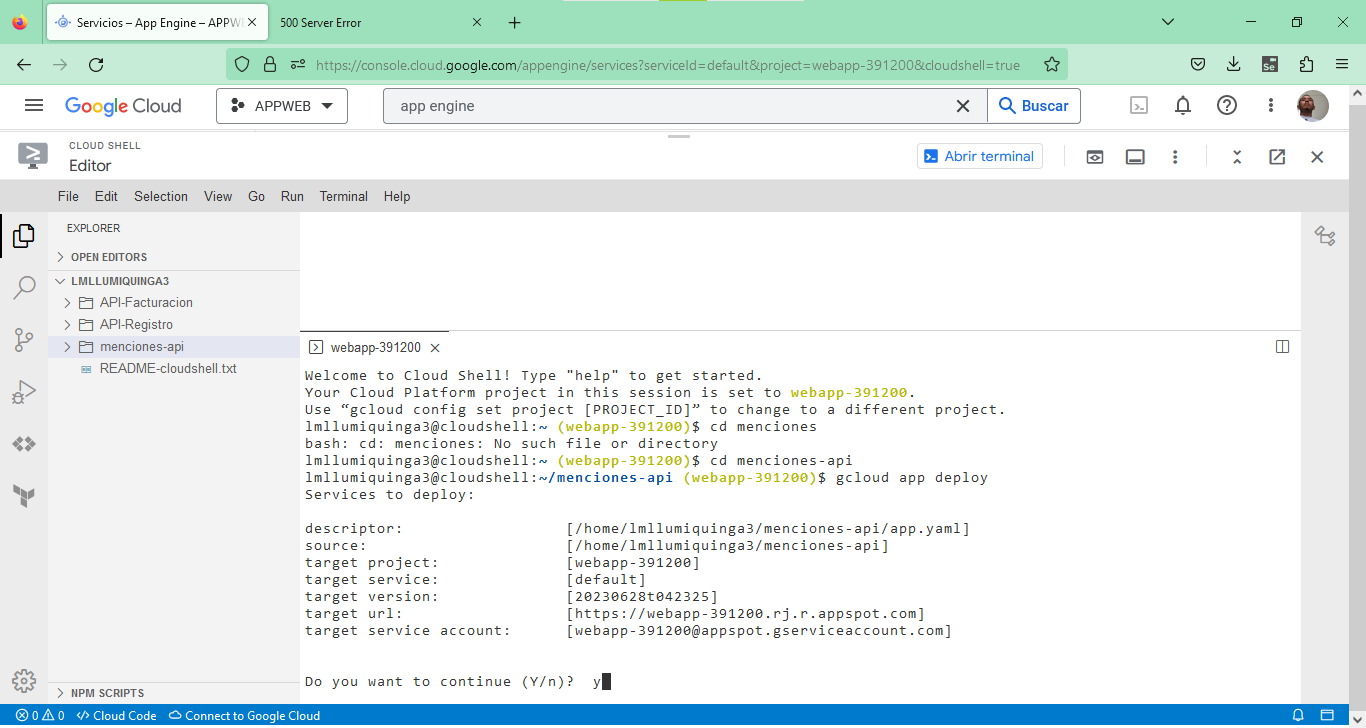 Servicios – App Engine – APPWE
500 Server Error
https://console.cloud.google.com/appengine/services?serviceId=default&project=webapp-391200&cloudshell=true
Se
Google Cloud
APPWEB
app engine
Buscar
CLOUD SHELL
Editor
Abrir terminal
File Edit Selection View Go Run Terminal Help
EXPLORER
OPEN EDITORS
LMLLUMIQUINGA3
API-Facturacion
API-Registro
menciones-api
README-cloudshell.txt
NPM SCRIPTS
webapp-391200
Welcome to Cloud Shell! Type "help" to get started.
Your Cloud Platform project in this session is set to webapp-391200.
Use “gcloud config set project [PROJECT_ID]” to change to a different project.
lmllumiquinga3@cloudshell:~ (webapp-391200)$ cd menciones
bash: cd: menciones: No such file or directory
lmllumiquinga3@cloudshell:~ (webapp-391200)$ cd menciones-api
lmllumiquinga3@cloudshell:~/menciones-api (webapp-391200)$ gcloud app deploy
Services to deploy:
descriptor: [/home/lmllumiquinga3/menciones-api/app.yaml]
source: [/home/lmllumiquinga3/menciones-api]
target project: [webapp-391200]
target service: [default]
target version: [20230628t042325]
target url: [https://webapp-391200.rj.r.appspot.com]
target service account: [webapp-391200@appspot.gserviceaccount.com]
Do you want to continue (Y/n)? y
0 0 Cloud Code Connect to Google Cloud